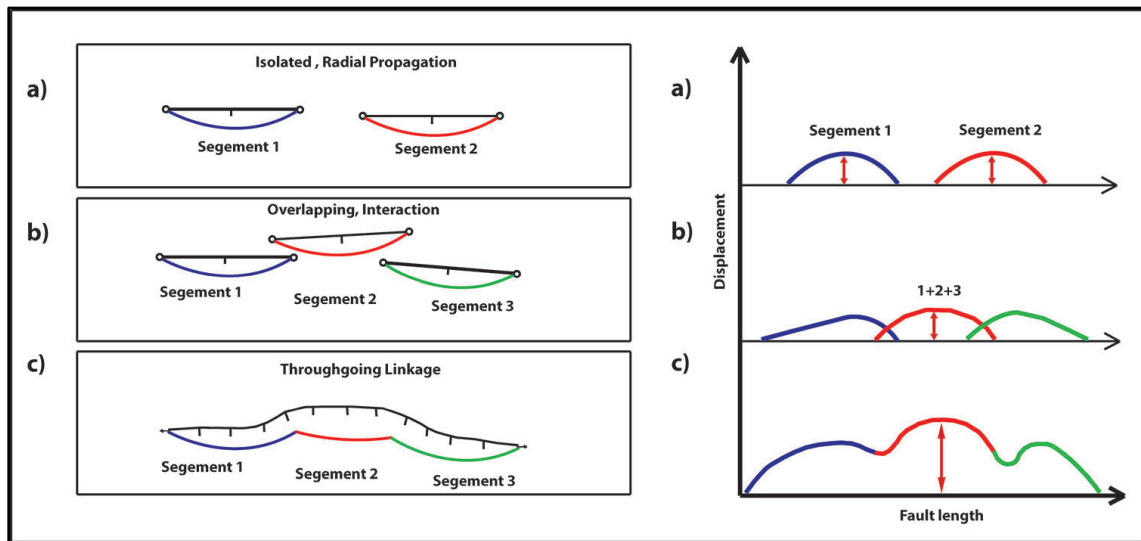 a)
Isolated , Radial Propagation
Segement 1
Segement 2
b)
Overlapping, Interaction
Segement 1
Segement 2
Segement 3
c)
Throughgoing Linkage
Segement 1
Segement 2
Segement 3
a)
Segement 1
Segement 2
Displacement
b)
1+2+3
c)
Fault length